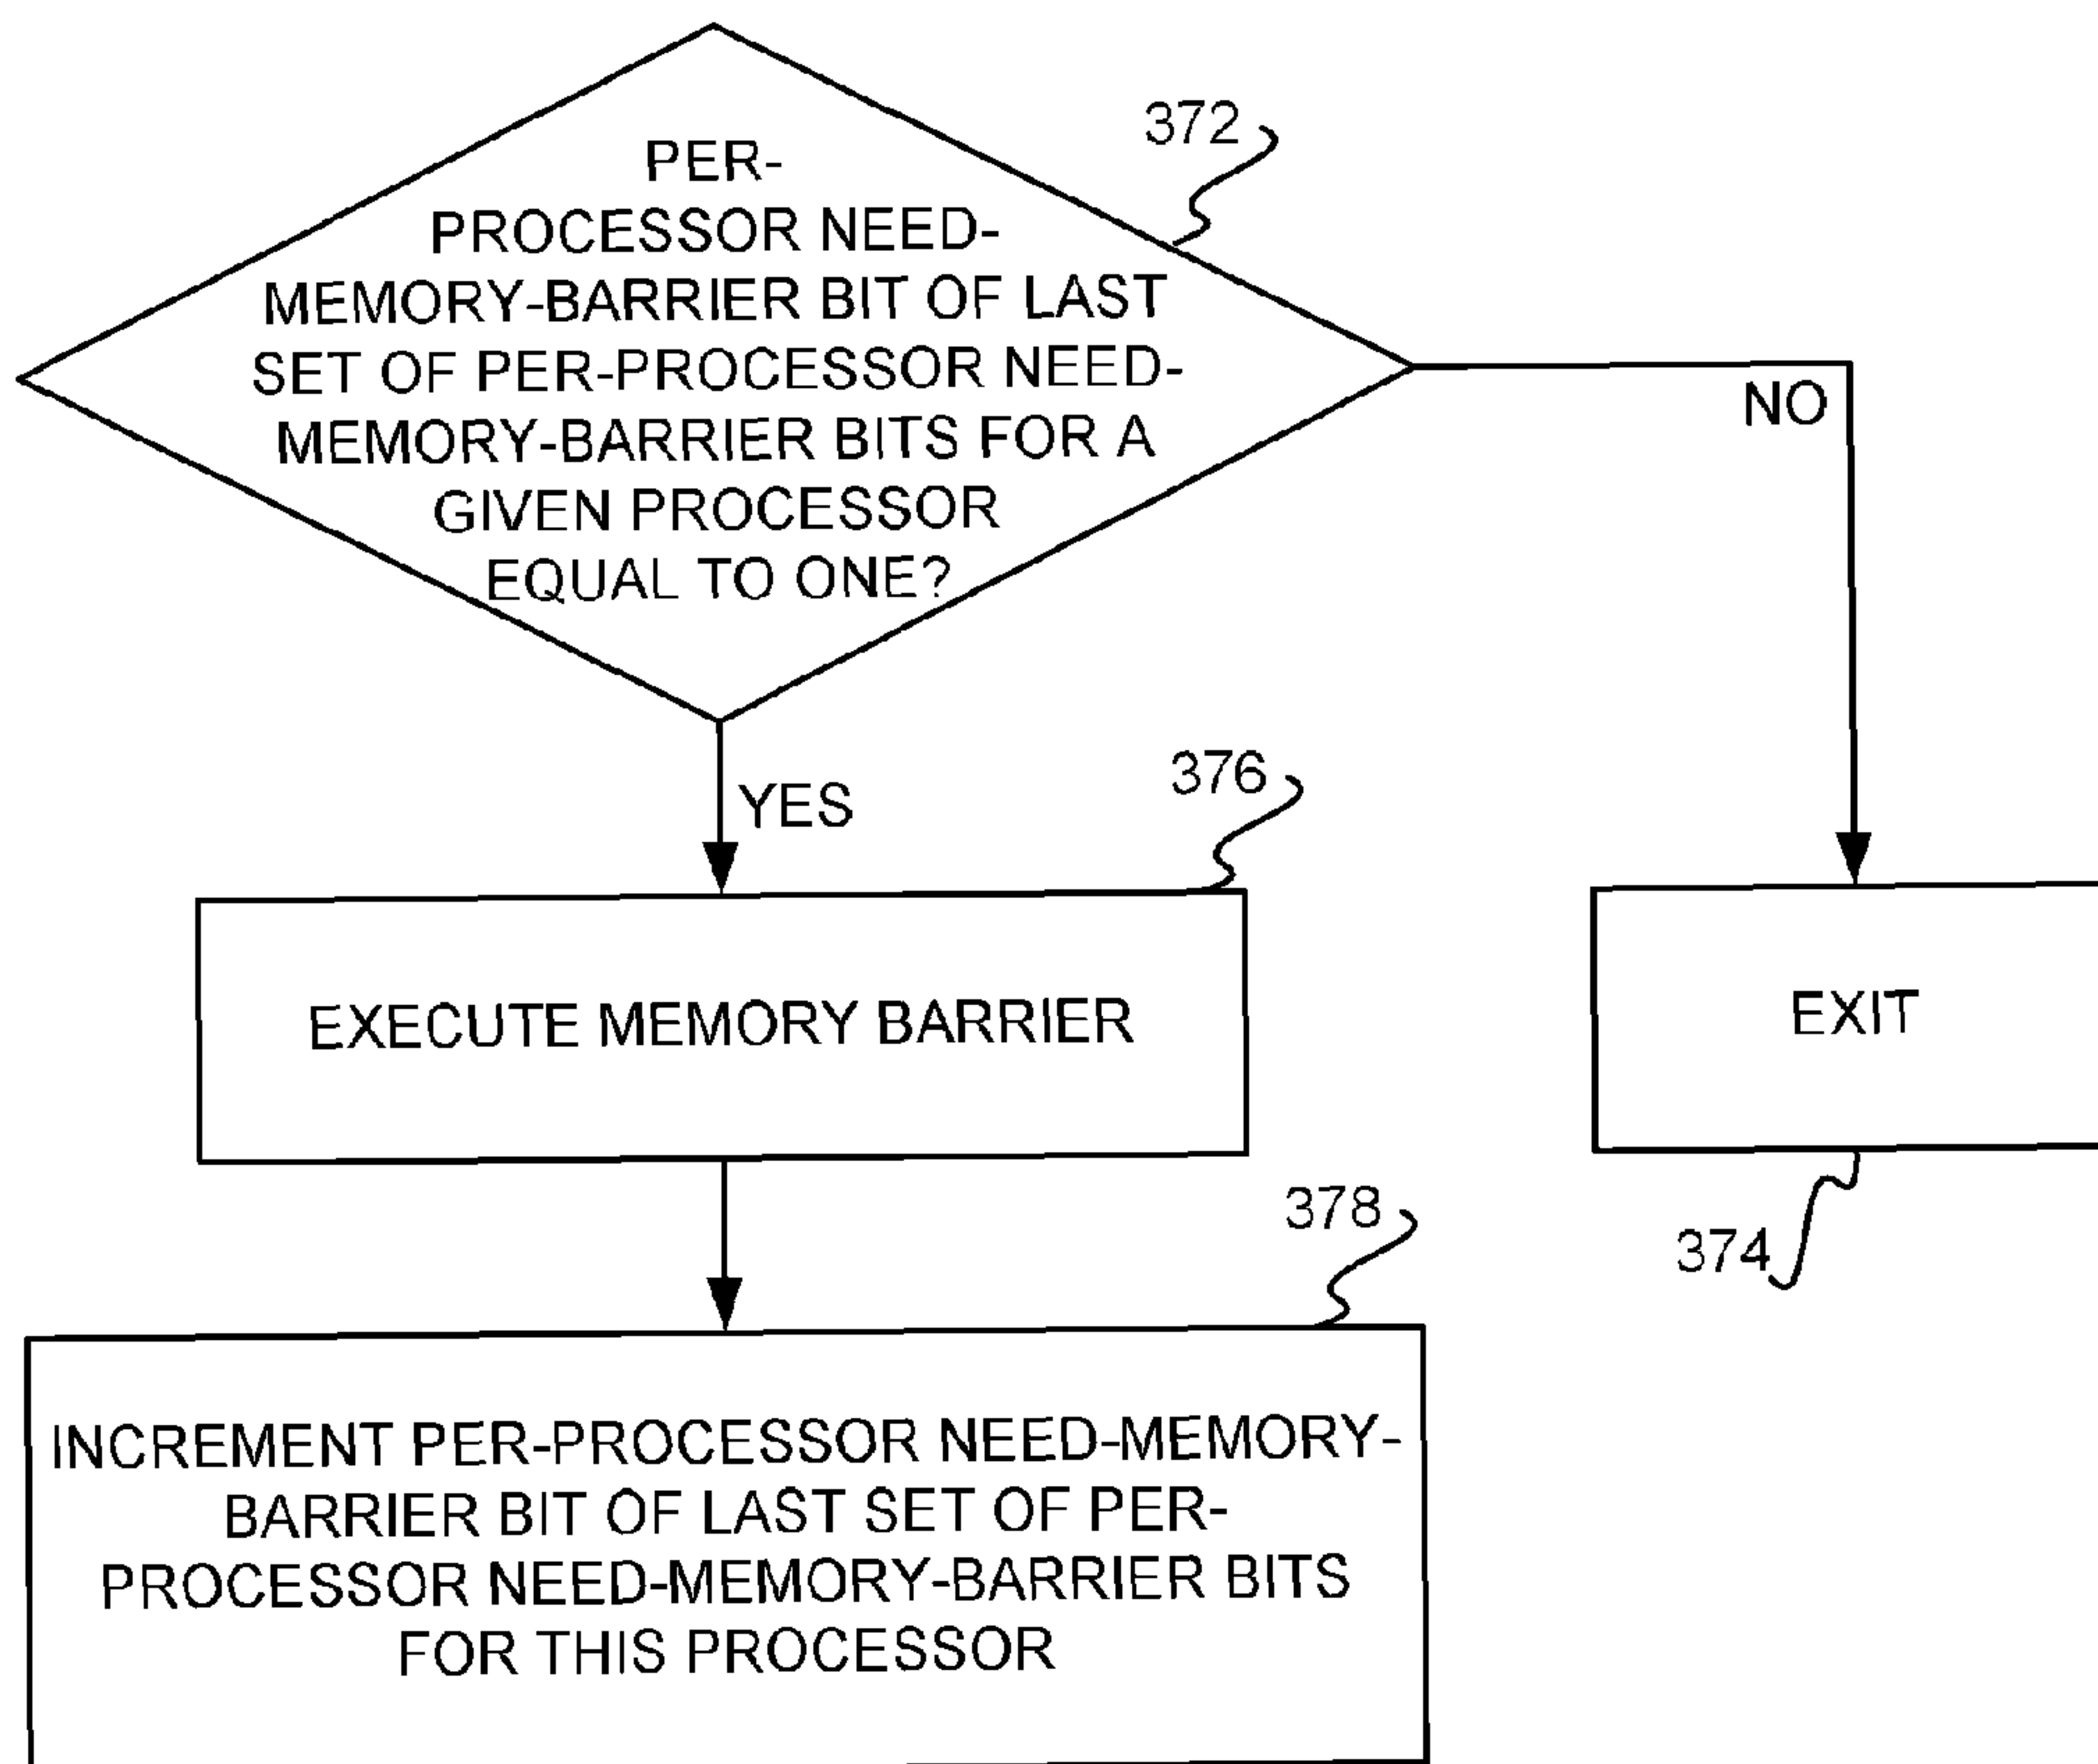 372
PER-
PROCESSOR NEED-
MEMORY-BARRIER BIT OF LAST
SET OF PER-PROCESSOR NEED-
MEMORY-BARRIER BITS FOR A
GIVEN PROCESSOR
EQUAL TO ONE?
NO
YES
376
EXECUTE MEMORY BARRIER
EXIT
374
378
INCREMENT PER-PROCESSOR NEED-MEMORY-
BARRIER BIT OF LAST SET OF PER-
PROCESSOR NEED-MEMORY-BARRIER BITS
FOR THIS PROCESSOR